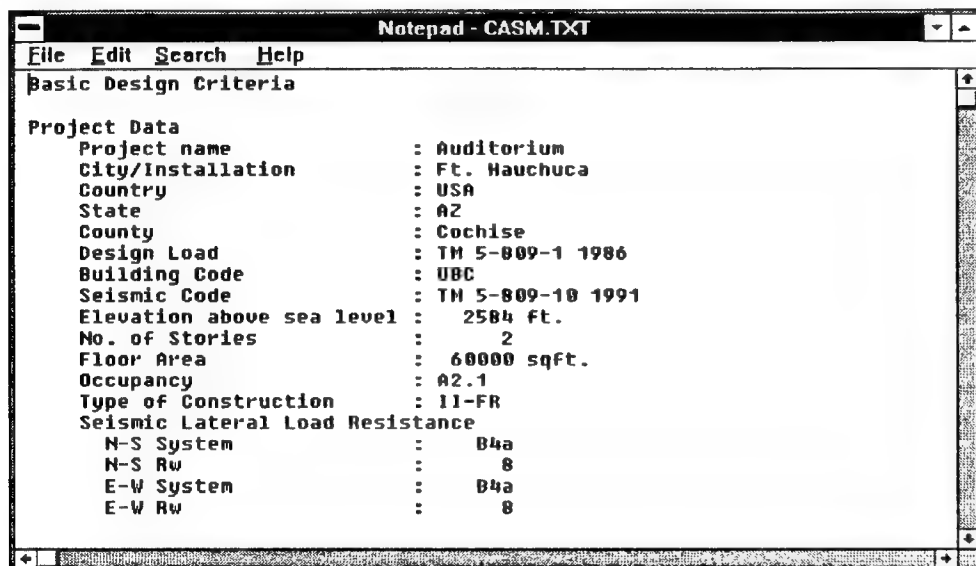 Notepad - CASM.TXT
File Edit Search Help
Basic Design Criteria
Project Data
Project name : Auditorium
City/Installation : Ft. Hauchuca
Country : USA
State : AZ
County : Cochise
Design Load : TM 5-809-1 1986
Building Code : UBC
Seismic Code : TM 5-809-10 1991
Elevation above sea level : 2584 ft.
No. of Stories : 2
Floor Area : 60000 sqft.
Occupancy : A2.1
Type of Construction : II-FR
Seismic Lateral Load Resistance
N-S System : B4a
N-S Rw : 8
E-W System : B4a
E-W Rw : 8